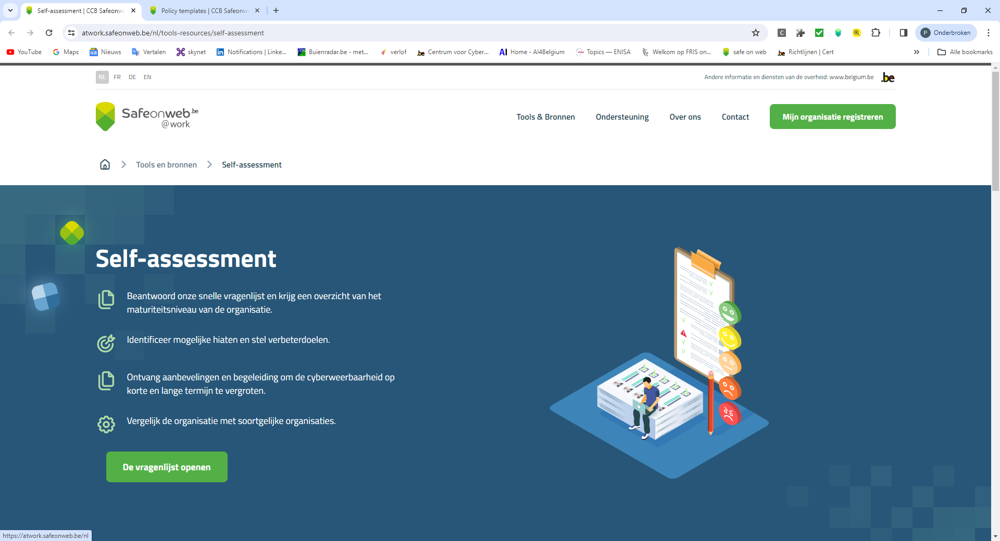 Self-assessment | CCB Safeonwe
Policy templates | CCB Safeonw
atwork.safeonweb.be/nl/tools-resources/self-assessment
P Onderbroken
YouTube Maps Nieuws Vertalen skynet Notifications | Linke... Buienradar.be - met... verlof .be Centrum voor Cyber... AI Home - AI4Belgium Topics — ENISA Welkom op FRIS on... safe on web .be Richtlijnen | Cert » Alle bookmarks
NL FR DE EN
Andere informatie en diensten van de overheid: www.belgium.be .be
Safeonweb.be
@work
Tools & Bronnen Ondersteuning Over ons Contact Mijn organisatie registreren
Tools en bronnen Self-assessment
Self-assessment
Beantwoord onze snelle vragenlijst en krijg een overzicht van het
maturiteitsniveau van de organisatie.
Identificeer mogelijke hiaten en stel verbeterdoelen.
Ontvang aanbevelingen en begeleiding om de cyberweerbaarheid op
korte en lange termijn te vergroten.
Vergelijk de organisatie met soortgelijke organisaties.
De vragenlijst openen
https://atwork.safeonweb.be/nl